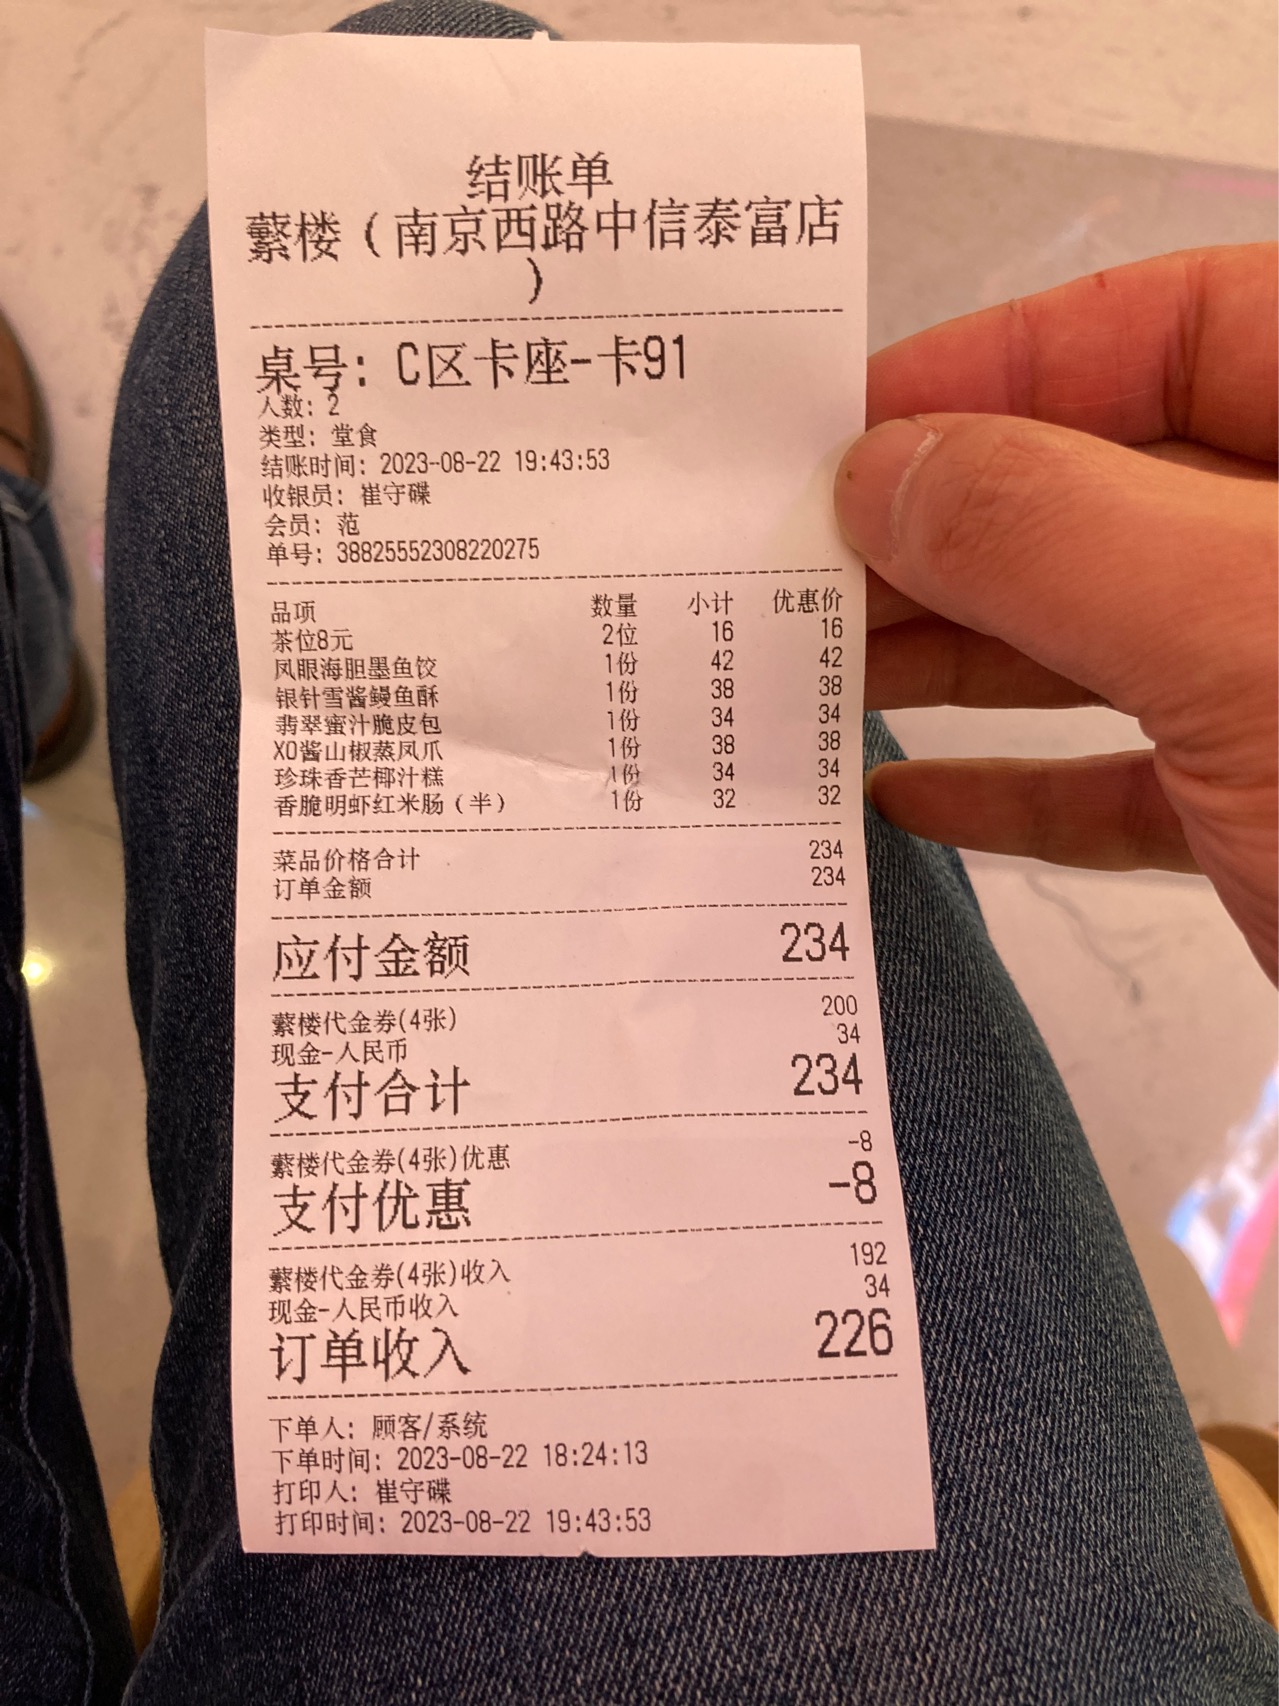 结账单
蘩楼（南京西路中信泰富店
）
桌号: C区卡座-卡91
人数: 2
类型: 堂食
结账时间: 2023-08-22 19:43:53
收银员: 崔守碟
会员: 范
单号: 38825552308220275
品项 数量 小计 优惠价
茶位8元 2位 16 16
凤眼海胆墨鱼饺 1份 42 42
银针雪酱鳗鱼酥 1份 38 38
翡翠蜜汁脆皮包 1份 34 34
XO酱山椒蒸凤爪 1份 38 38
珍珠香芒椰汁糕 1份 34 34
香脆明虾红米肠（半） 1份 32 32
菜品价格合计 234
订单金额 234
应付金额 234
蘩楼代金券(4张) 200
现金-人民币 34
支付合计 234
蘩楼代金券(4张)优惠 -8
支付优惠 -8
蘩楼代金券(4张)收入 192
现金-人民币收入 34
订单收入 226
下单人: 顾客/系统
下单时间: 2023-08-22 18:24:13
打印人: 崔守碟
打印时间: 2023-08-22 19:43:53